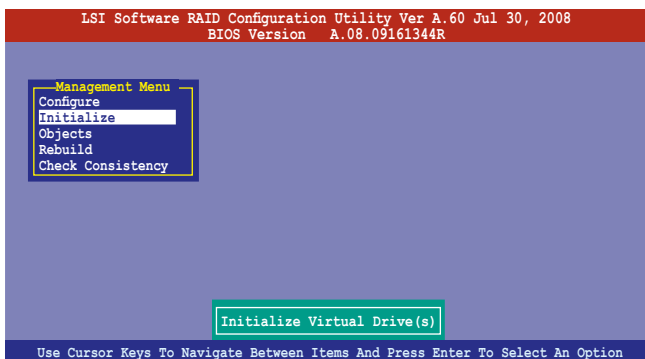 LSI Software RAID Configuration Utility Ver A.60 Jul 30, 2008
BIOS Version A.08.09161344R
Management Menu
Configure
Initialize
Objects
Rebuild
Check Consistency
Initialize Virtual Drive(s)
Use Cursor Keys To Navigate Between Items And Press Enter To Select An Option